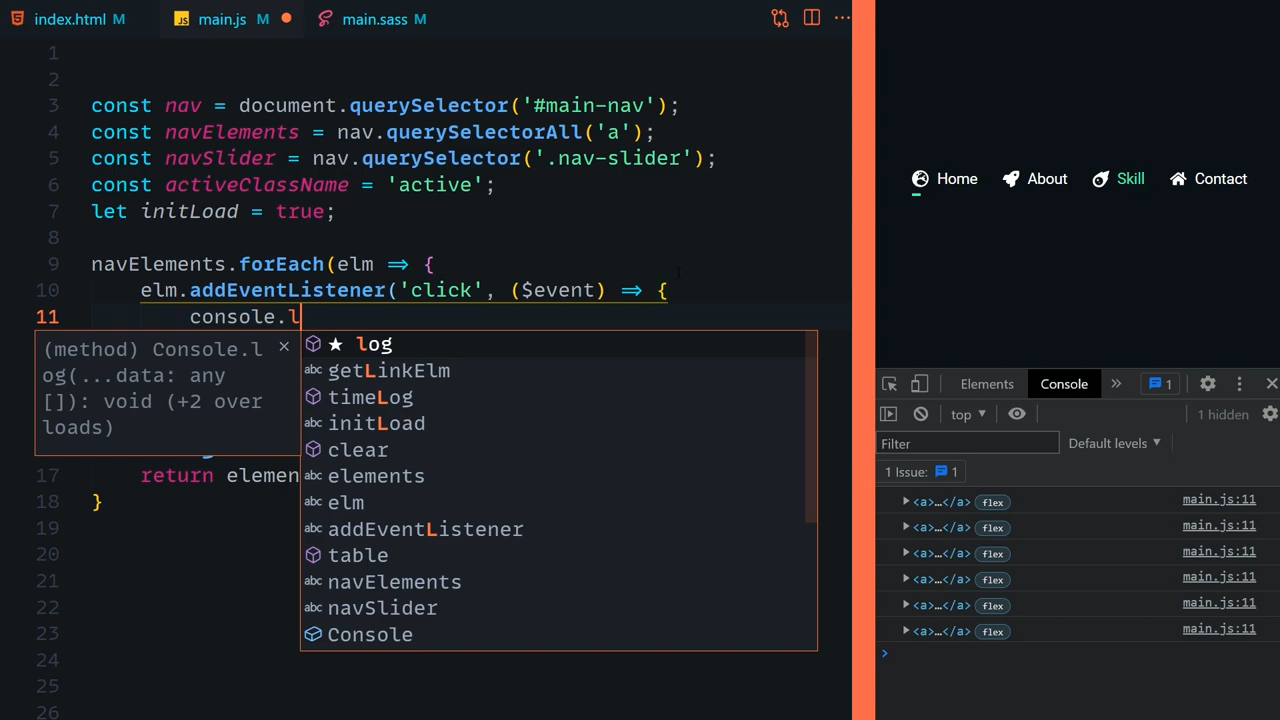 index.html M main.js M main.sass M
1
2
3 const nav = document.querySelector('#main-nav');
4 const navElements = nav.querySelectorAll('a');
5 const navSlider = nav.querySelector('.nav-slider');
6 const activeClassName = 'active';
7 let initLoad = true;
8
9 navElements.forEach(elm ⇒ {
10 elm.addEventListener('click', ($event) ⇒ {
11 console.l
(method) Console.l
og(...data: any
[]): void (+2 over
loads)
★ log
getLinkElm
timeLog
initLoad
clear
elements
elm
addEventListener
table
navElements
navSlider
Console
17 return elemen
18 }
19
20
21
22
23
24
25
26
Home About Skill Contact
Elements Console » 1
top 1 hidden
Filter Default levels
1 Issue: 1
<a>…</a> flex main.js:11
<a>…</a> flex main.js:11
<a>…</a> flex main.js:11
<a>…</a> flex main.js:11
<a>…</a> flex main.js:11
<a>…</a> flex main.js:11